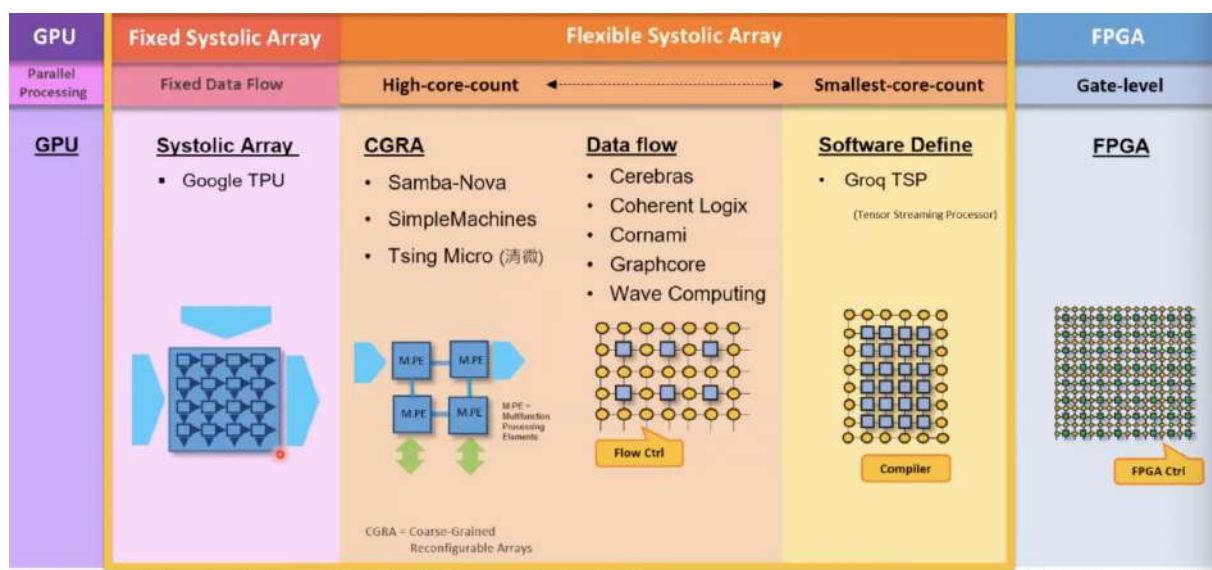 GPU
Fixed Systolic Array
Flexible Systolic Array
FPGA
Parallel
Processing
Fixed Data Flow
High-core-count
Smallest-core-count
Gate-level
GPU
Systolic Array
▪ Google TPU
CGRA
• Samba-Nova
• SimpleMachines
• Tsing Micro (清微)
Data flow
• Cerebras
• Coherent Logix
• Cornami
• Graphcore
• Wave Computing
Software Define
• Groq TSP
(Tensor Streaming Processor)
FPGA
M.PE
M.PE
M.PE
M.PE
M.PE =
Multifunction
Processing
Elements
CGRA = Coarse-Grained
Reconfigurable Arrays
Flow Ctrl
Compiler
FPGA Ctrl